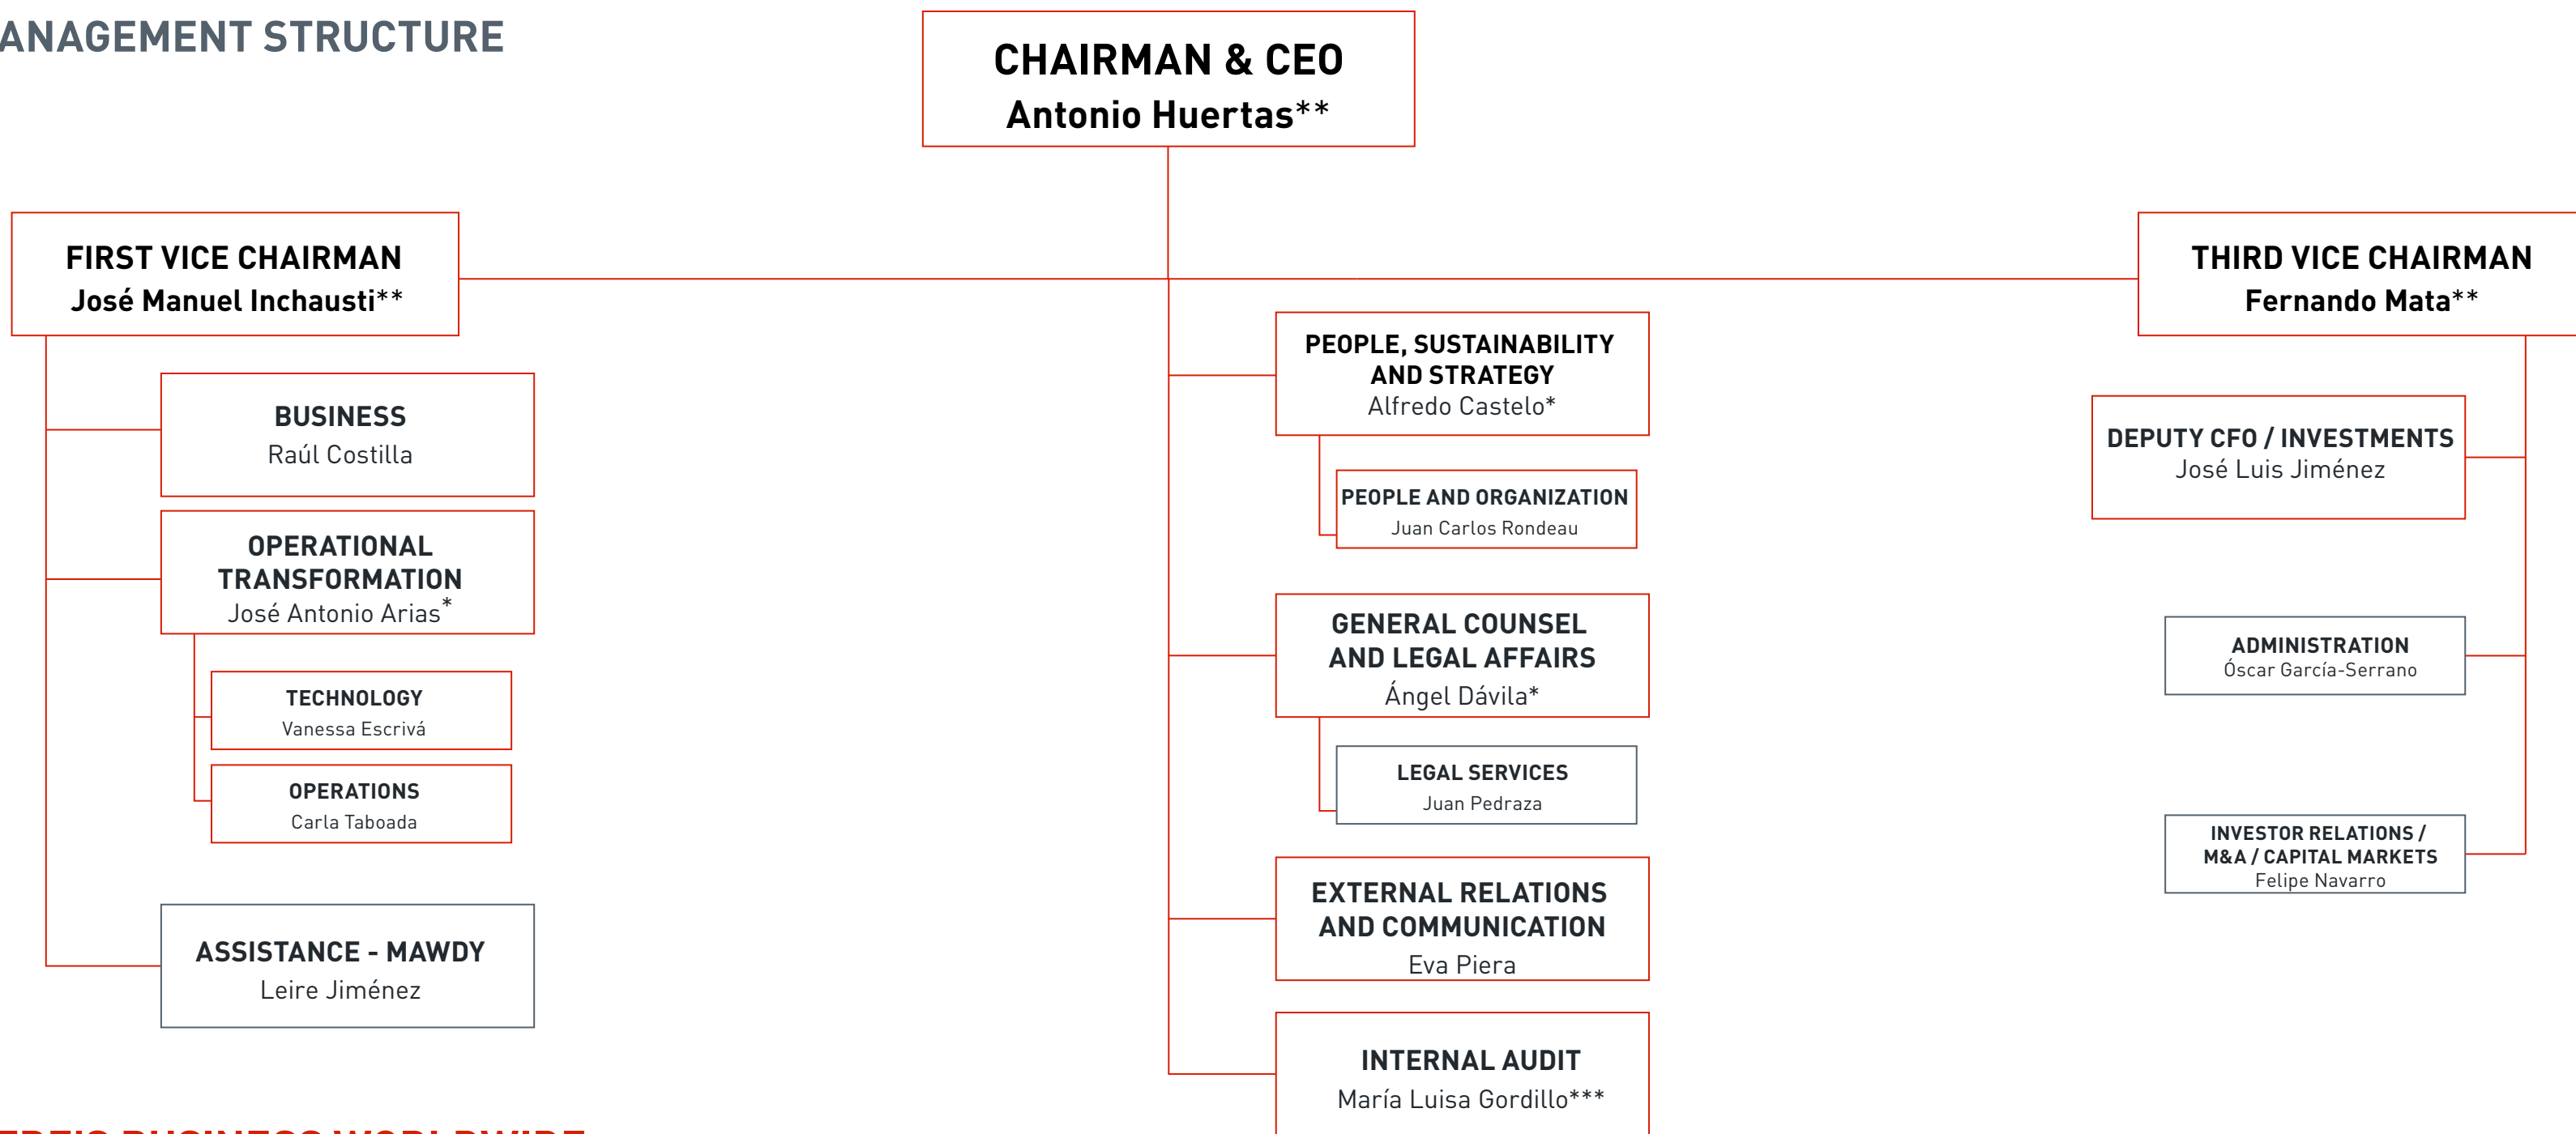 ANAGEMENT STRUCTURE
CHAIRMAN & CEO
Antonio Huertas**
FIRST VICE CHAIRMAN
José Manuel Inchausti**
THIRD VICE CHAIRMAN
Fernando Mata**
BUSINESS
Raúl Costilla
OPERATIONAL
TRANSFORMATION
José Antonio Arias*
TECHNOLOGY
Vanessa Escrivá
OPERATIONS
Carla Taboada
ASSISTANCE - MAWDY
Leire Jiménez
PEOPLE, SUSTAINABILITY
AND STRATEGY
Alfredo Castelo*
PEOPLE AND ORGANIZATION
Juan Carlos Rondeau
GENERAL COUNSEL
AND LEGAL AFFAIRS
Ángel Dávila*
LEGAL SERVICES
Juan Pedraza
EXTERNAL RELATIONS
AND COMMUNICATION
Eva Piera
INTERNAL AUDIT
María Luisa Gordillo***
DEPUTY CFO / INVESTMENTS
José Luis Jiménez
ADMINISTRATION
Óscar García-Serrano
INVESTOR RELATIONS /
M&A / CAPITAL MARKETS
Felipe Navarro
BUSINESS WORLDWIDE